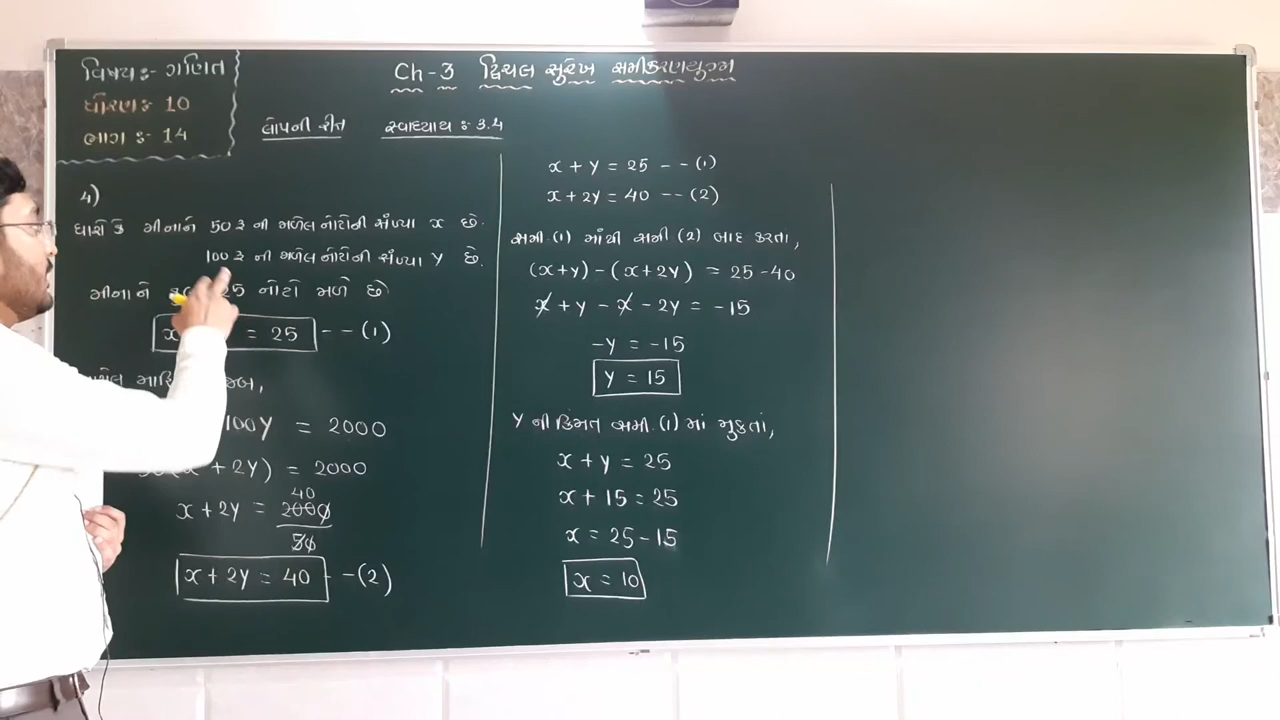 વિષય :- ગણિત
ધોરણ : 10
ભાગ :- 14
Ch-3 દ્વિચલ સુરેખ સમીકરણયુગ્મ
લોપની રીત સ્વાધ્યાય :- 3.4
4)
ધારો કે મીનાને 50 રૂ ની મળેલ નોટોની સંખ્યા x છે.
100 રૂ ની મળેલ નોટોની સંખ્યા y છે.
મીનાને 25 નોટો મળે છે
x = 25 -- (1)
100y = 2000
+ 2y) = 2000
x + 2y = 2000/50 40
x + 2y = 40 -- (2)
x + y = 25 -- (1)
x + 2y = 40 -- (2)
સમી. (1) માંથી સમી (2) બાદ કરતા,
(x+y) - (x+2y) = 25-40
x + y - x - 2y = -15
-y = -15
y = 15
y ની કિંમત સમી. (1) માં મુકતાં,
x + y = 25
x + 15 = 25
x = 25-15
x = 10